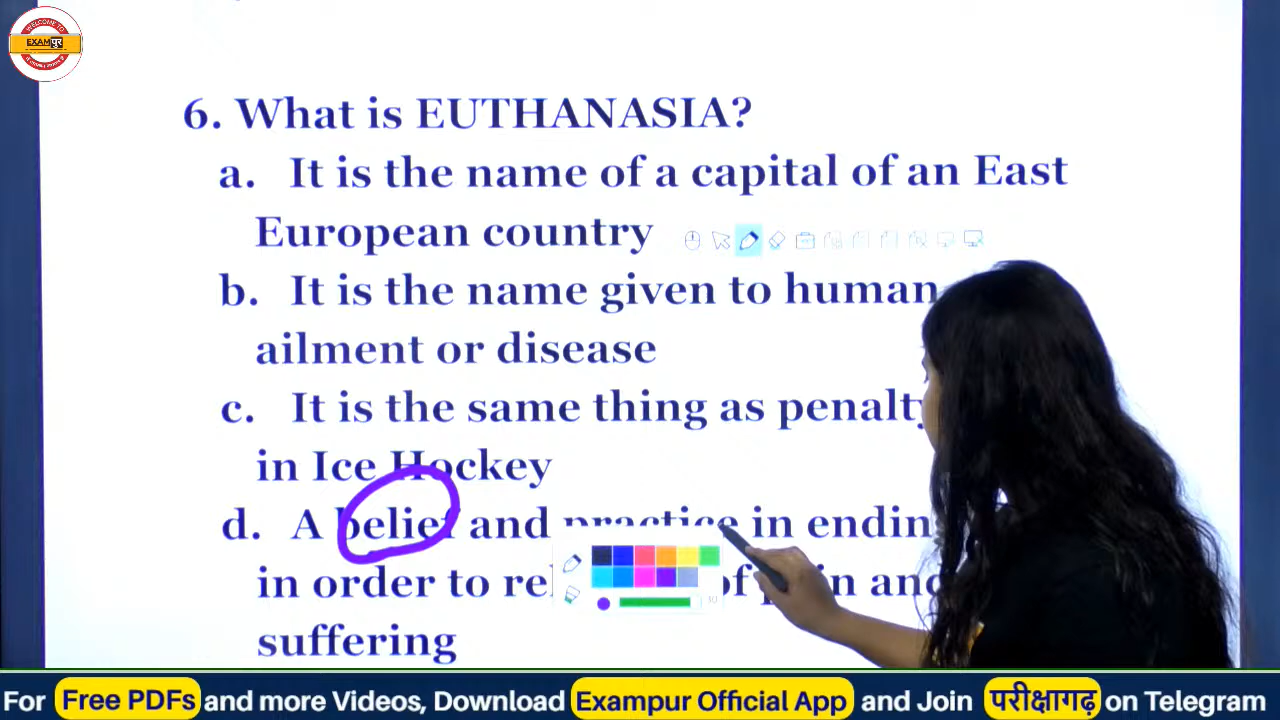 WELCOME TO
EXAMपुर
6. What is EUTHANASIA?
a. It is the name of a capital of an East
European country
b. It is the name given to human
ailment or disease
c. It is the same thing as penalty
in Ice Hockey
d. A belief and practice in
in order to of and
suffering
For Free PDFs and more Videos, Download Exampur Official App and Join परीक्षागढ़ on Telegram